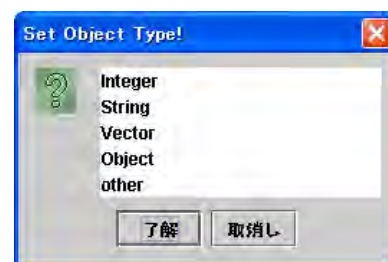 Set Object Type!
Integer
String
Vector
Object
other
了解 取消し